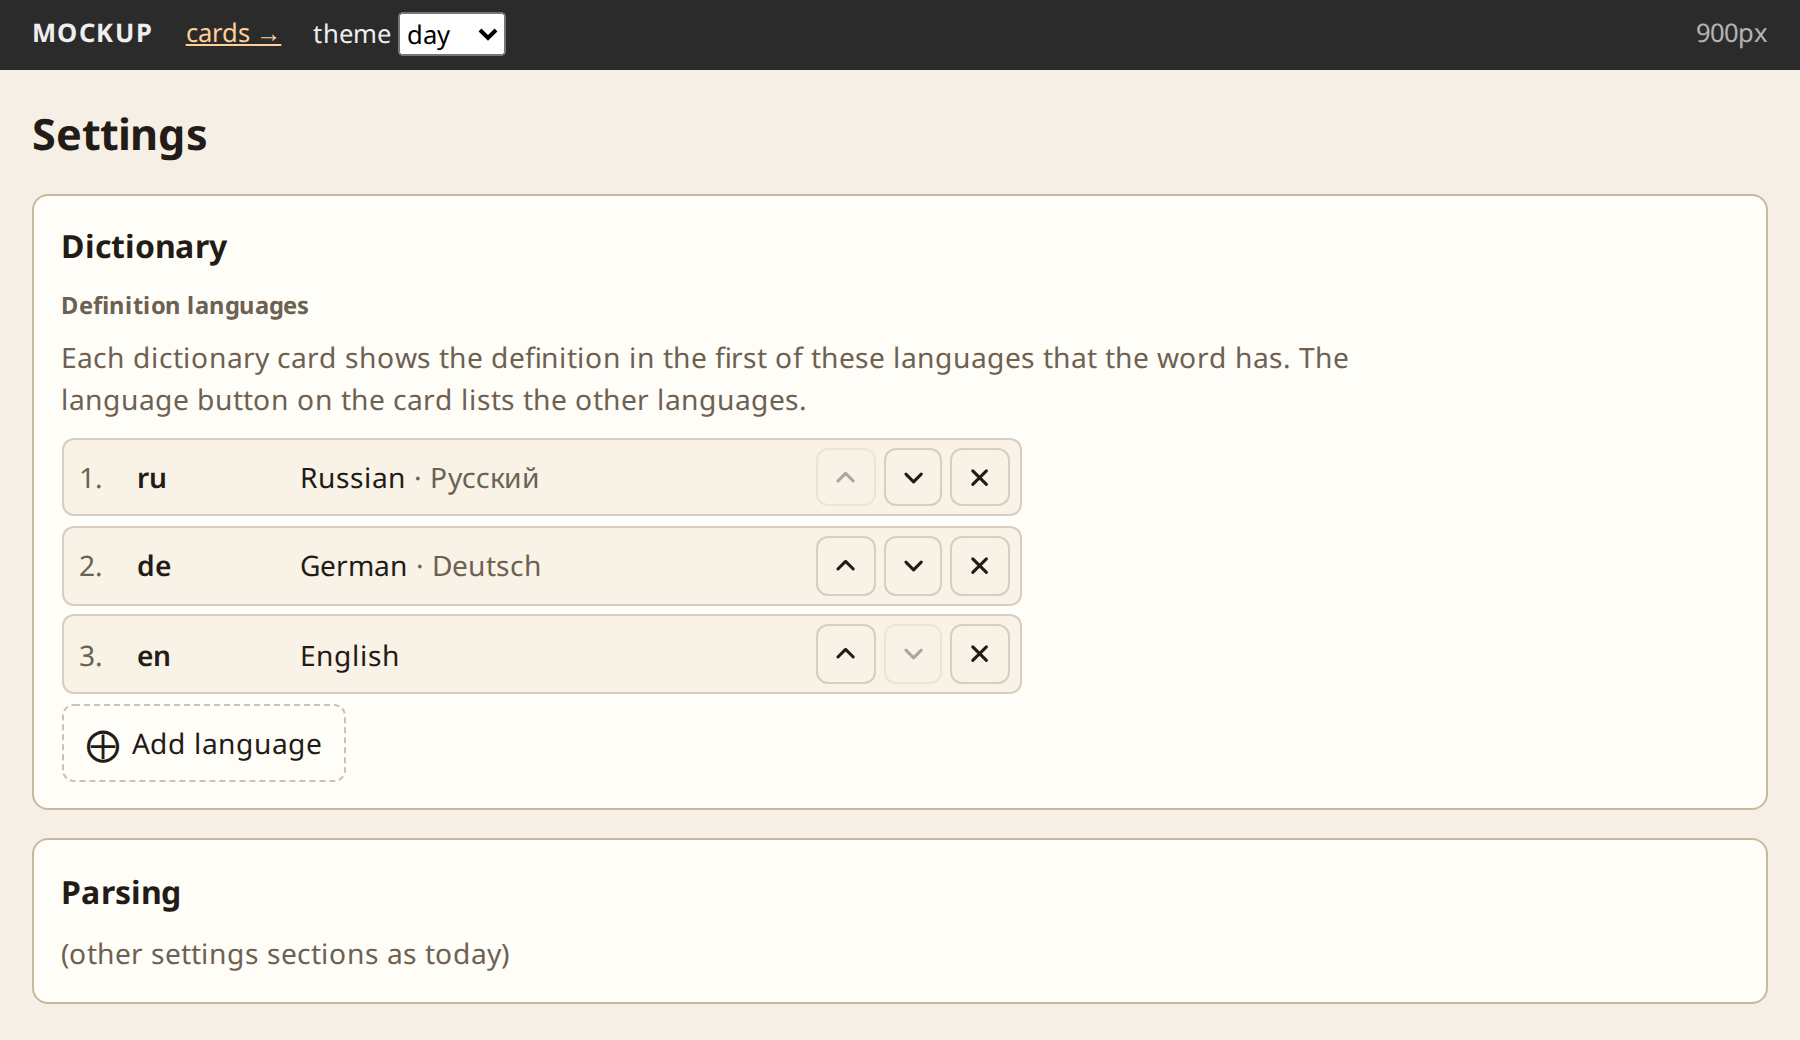 MOCKUP cards → theme day 900px
Settings
Dictionary
Definition languages
Each dictionary card shows the definition in the first of these languages that the word has. The
language button on the card lists the other languages.
1. ru Russian · Русский
2. de German · Deutsch
3. en English
Add language
Parsing
(other settings sections as today)